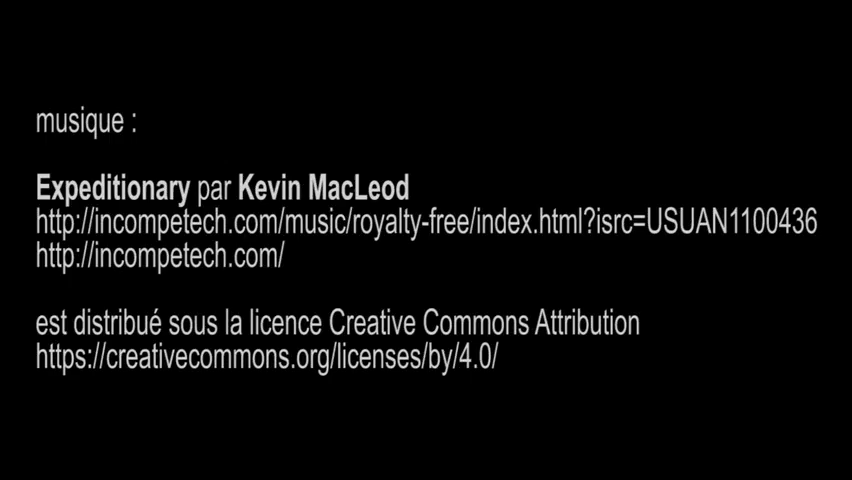 musique :
Expeditionary par Kevin MacLeod
http://incompetech.com/music/royalty-free/index.html?isrc=USUAN1100436
http://incompetech.com/
est distribué sous la licence Creative Commons Attribution
https://creativecommons.org/licenses/by/4.0/